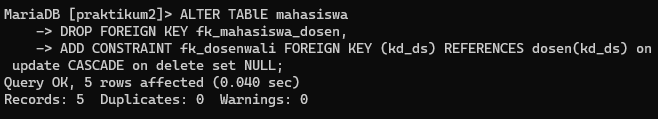 MariaDB [praktikum2]> ALTER TABlE mahasiswa
    -> DROP FOREIGN KEY fk_mahasiswa_dosen,
    -> ADD CONSTRAINT fk_dosenwali FOREIGN KEY (kd_ds) REFERENCES dosen(kd_ds) on
 update CASCADE on delete set NULL;
Query OK, 5 rows affected (0.040 sec)
Records: 5  Duplicates: 0  Warnings: 0